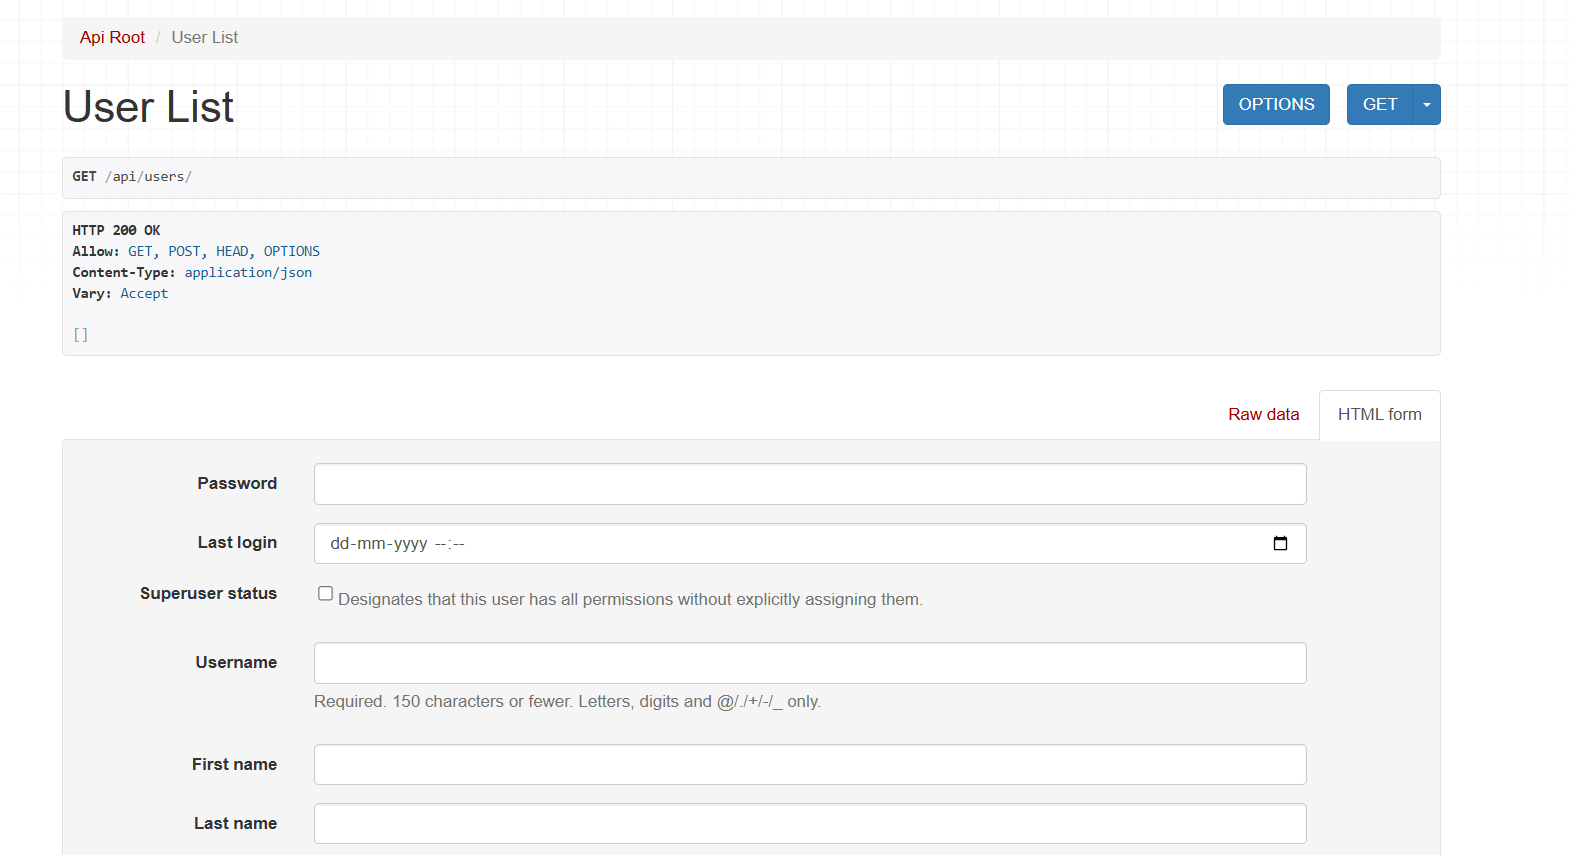 Api Root / User List
User List
OPTIONS
GET
GET /api/users/
HTTP 200 OK
Allow: GET, POST, HEAD, OPTIONS
Content-Type: application/json
Vary: Accept
[]
Raw data
HTML form
Password
Last login
dd-mm-yyyy --:--
Superuser status
Designates that this user has all permissions without explicitly assigning them.
Username
Required. 150 characters or fewer. Letters, digits and @/./+/-/_ only.
First name
Last name